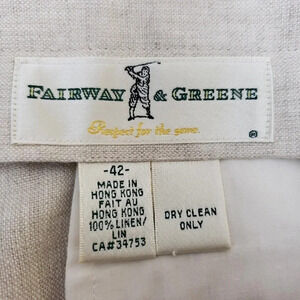 FAIRWAY & GREENE
Respect for the game.
®
-42-
MADE IN
HONG KONG
FAIT AU
HONG KONG
100% LINEN/
LIN
CA#34753
DRY CLEAN
ONLY